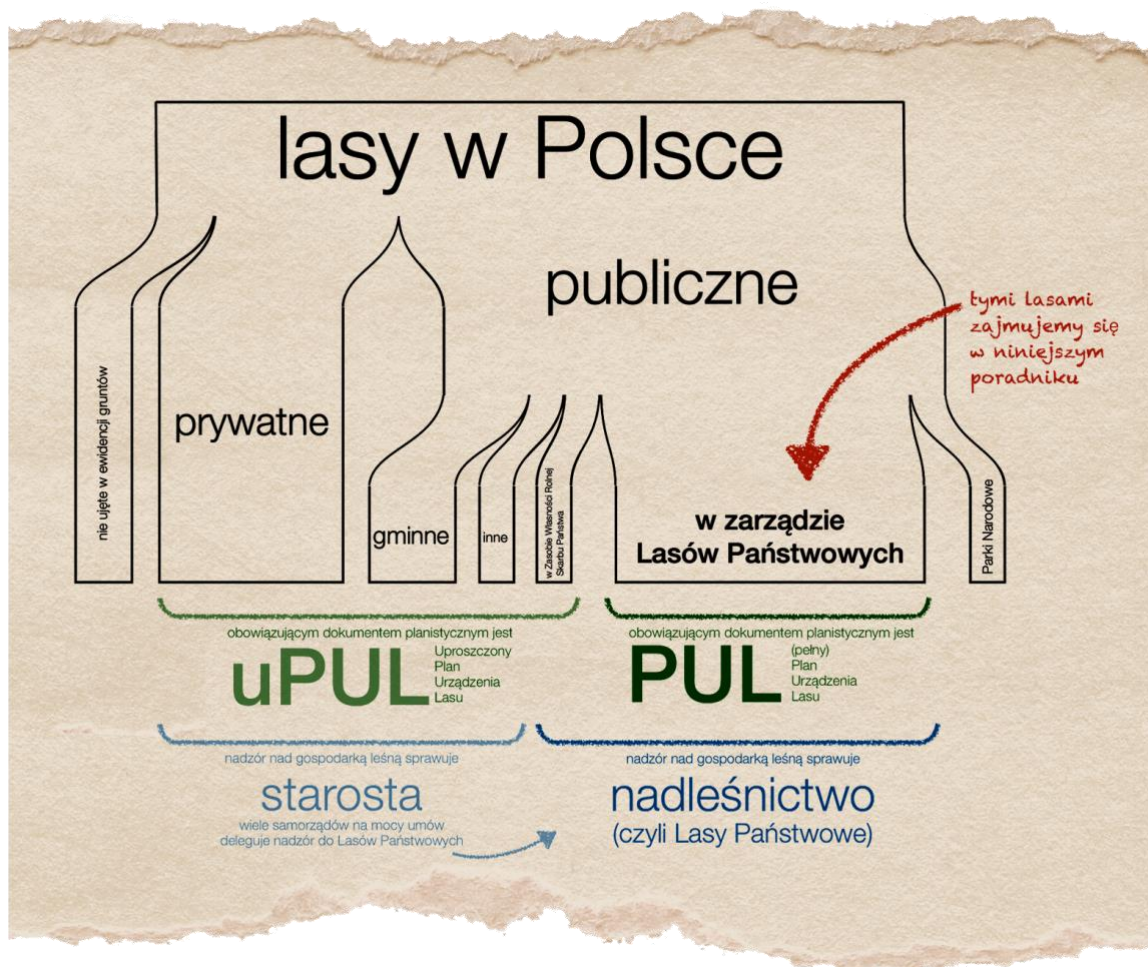 lasy w Polsce
publiczne
tymi lasami
zajmujemy się
w niniejszym
poradniku
nie ujęte w ewidencji gruntów
prywatne
gminne
inne
w Zasobie Własności Rolnej
Skarbu Państwa
w zarządzie
Lasów Państwowych
Parki Narodowe
obowiązującym dokumentem planistycznym jest
uPUL
Uproszczony
Plan
Urządzenia
Lasu
obowiązującym dokumentem planistycznym jest
PUL
(pełny)
Plan
Urządzenia
Lasu
nadzór nad gospodarką leśną sprawuje
starosta
wiele samorządów na mocy umów
deleguje nadzór do Lasów Państwowych
nadzór nad gospodarką leśną sprawuje
nadleśnictwo
(czyli Lasy Państwowe)